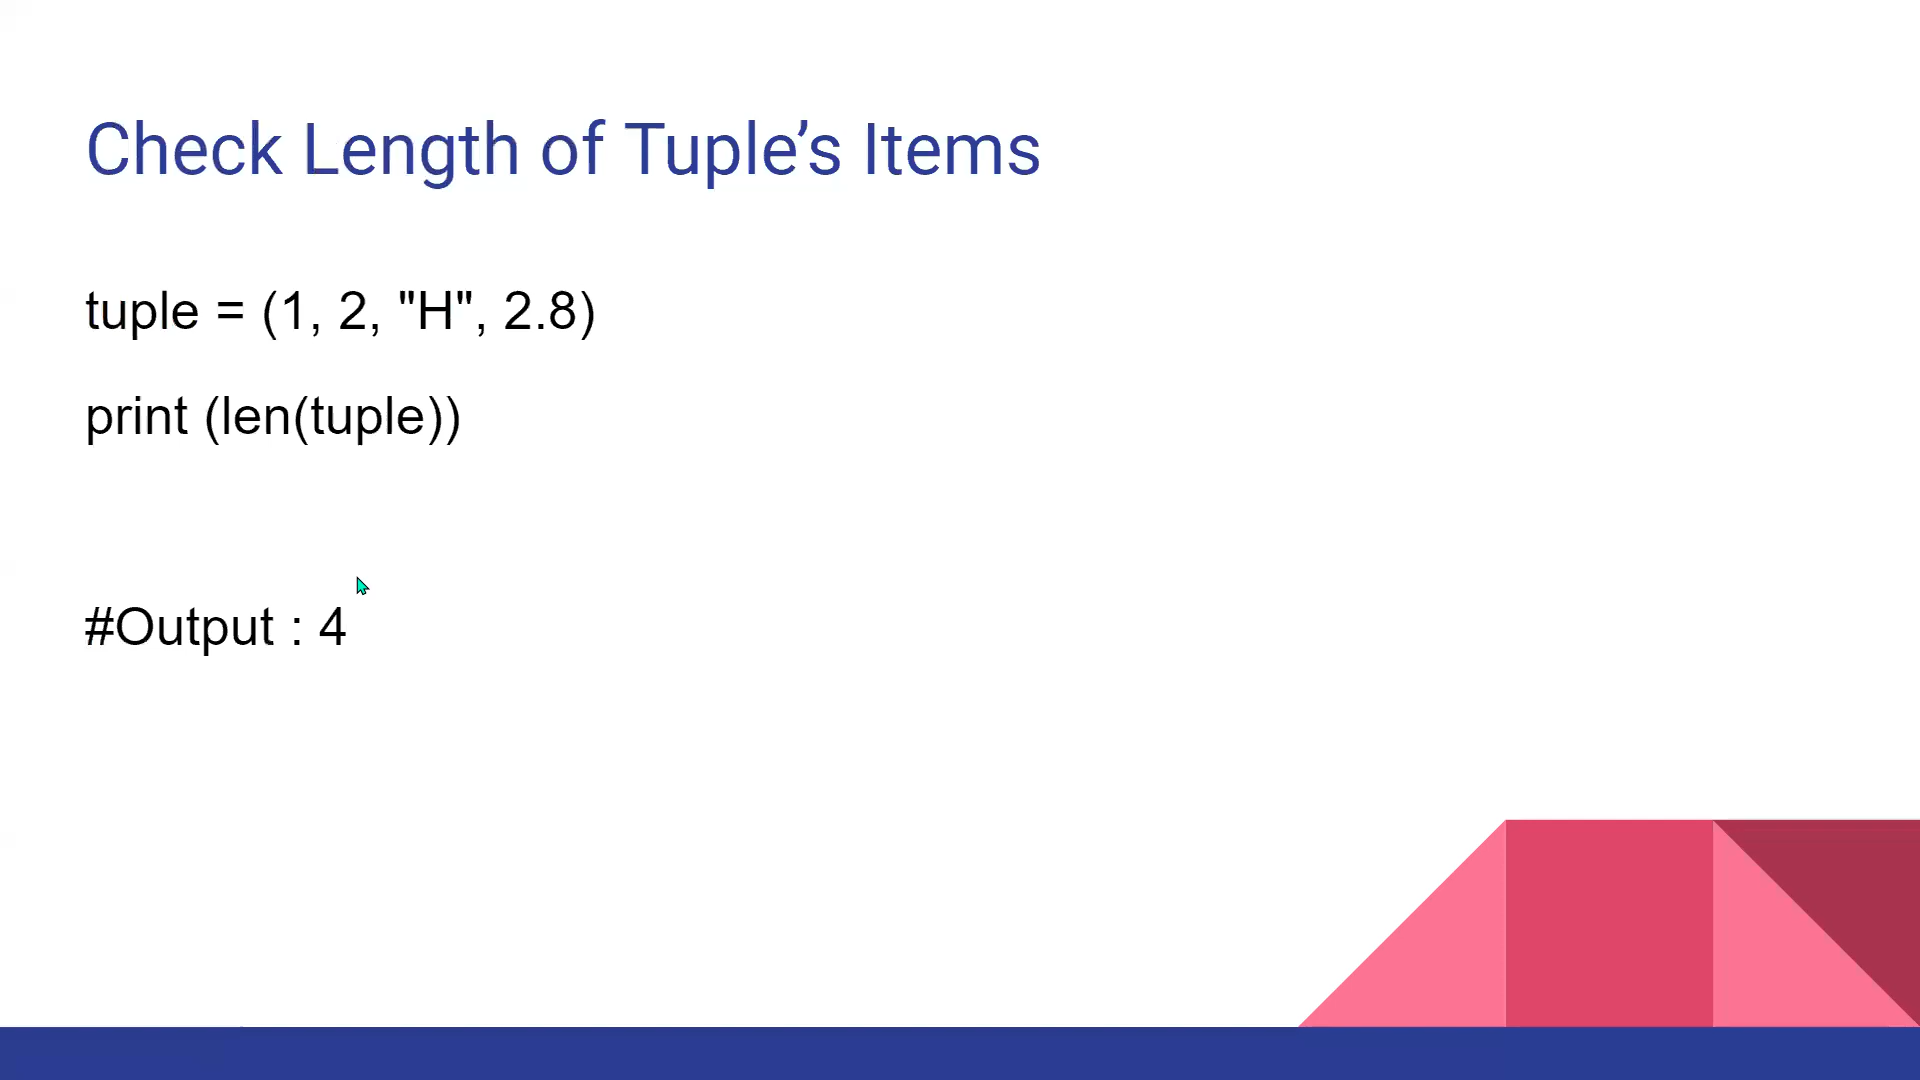 Check Length of Tuple’s Items
tuple = (1, 2, "H", 2.8)
print (len(tuple))
#Output : 4